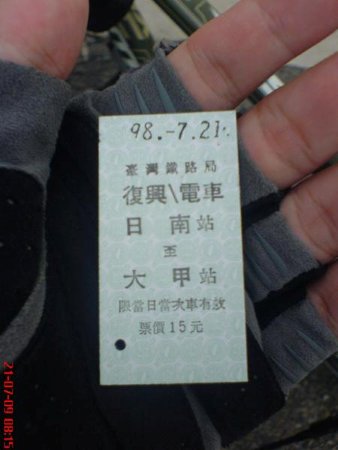 98.-7.21.
臺灣鐵路局
復興\電車
日南站
至
大甲站
限當日當次車有效
票價15元
21-07-09 08:15